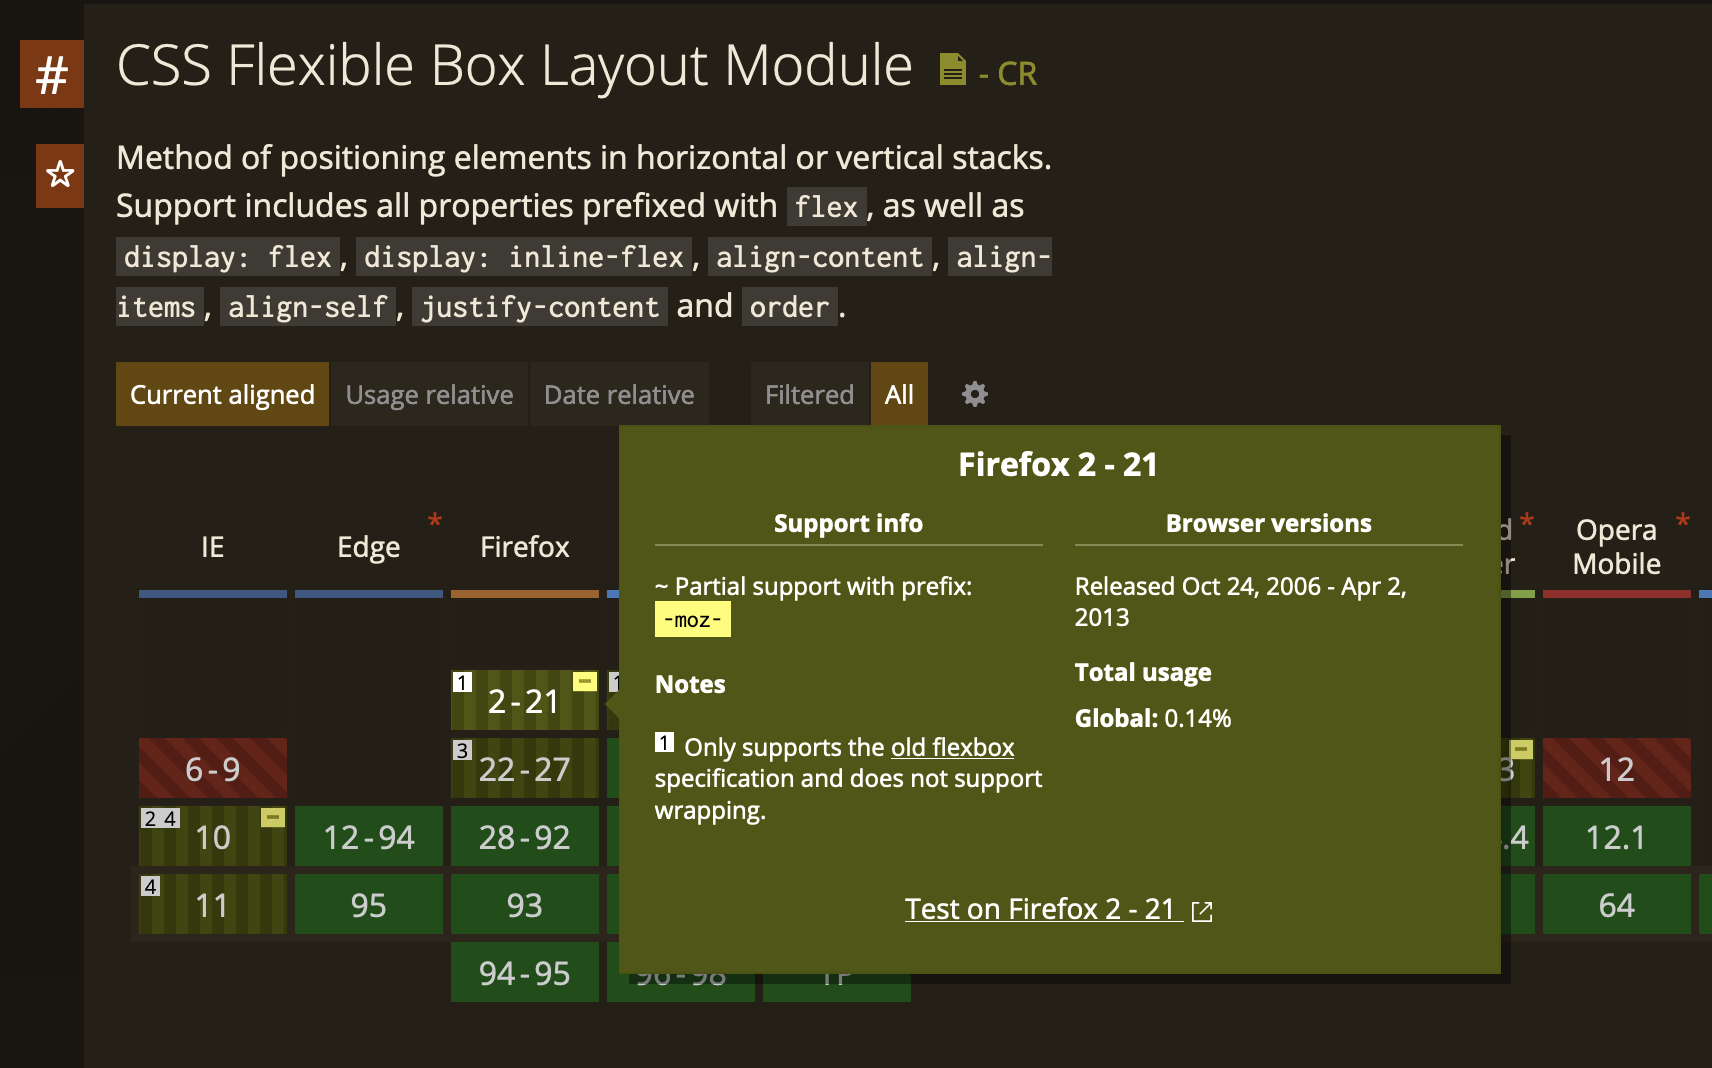 #
CSS Flexible Box Layout Module - CR
Method of positioning elements in horizontal or vertical stacks.
Support includes all properties prefixed with flex, as well as
display: flex, display: inline-flex, align-content, align-
items, align-self, justify-content and order.
Current aligned Usage relative Date relative Filtered All
Firefox 2 - 21
Support info
~ Partial support with prefix:
-moz-
Notes
1 Only supports the old flexbox
specification and does not support
wrapping.
Browser versions
Released Oct 24, 2006 - Apr 2,
2013
Total usage
Global: 0.14%
Test on Firefox 2 - 21
IE Edge * Firefox * Opera *
Mobile
1 2-21
6-9 3 22-27 12
2 4 10 12-94 28-92 .4 12.1
4 11 95 93 64
94-95 96-98 TP